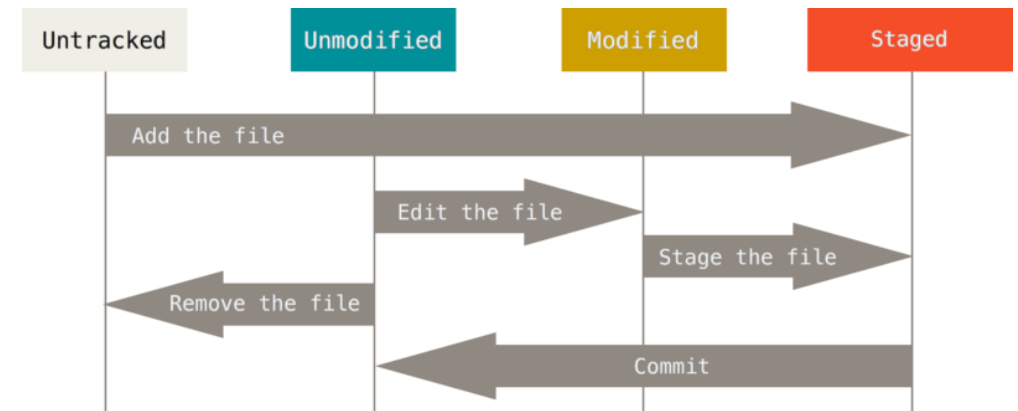 Untracked
Unmodified
Modified
Staged
Add the file
Edit the file
Stage the file
Remove the file
Commit